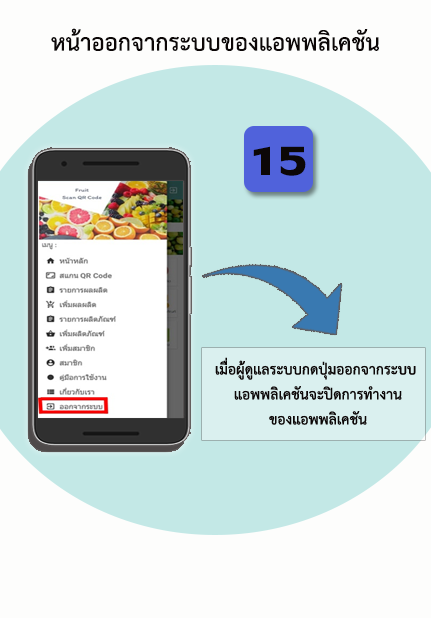 หน้าออกจากระบบของแอพพลิเคชัน
15
Fruit
Scan QR Code
เมนู :
หน้าหลัก
สแกน QR Code
รายการผลผลิต
เพิ่มผลผลิต
รายการผลิตภัณฑ์
เพิ่มผลิตภัณฑ์
เพิ่มสมาชิก
สมาชิก
คู่มือการใช้งาน
เกี่ยวกับเรา
ออกจากระบบ
เมื่อผู้ดูแลระบบกดปุ่มออกจากระบบ
แอพพลิเคชันจะปิดการทำงาน
ของแอพพลิเคชัน